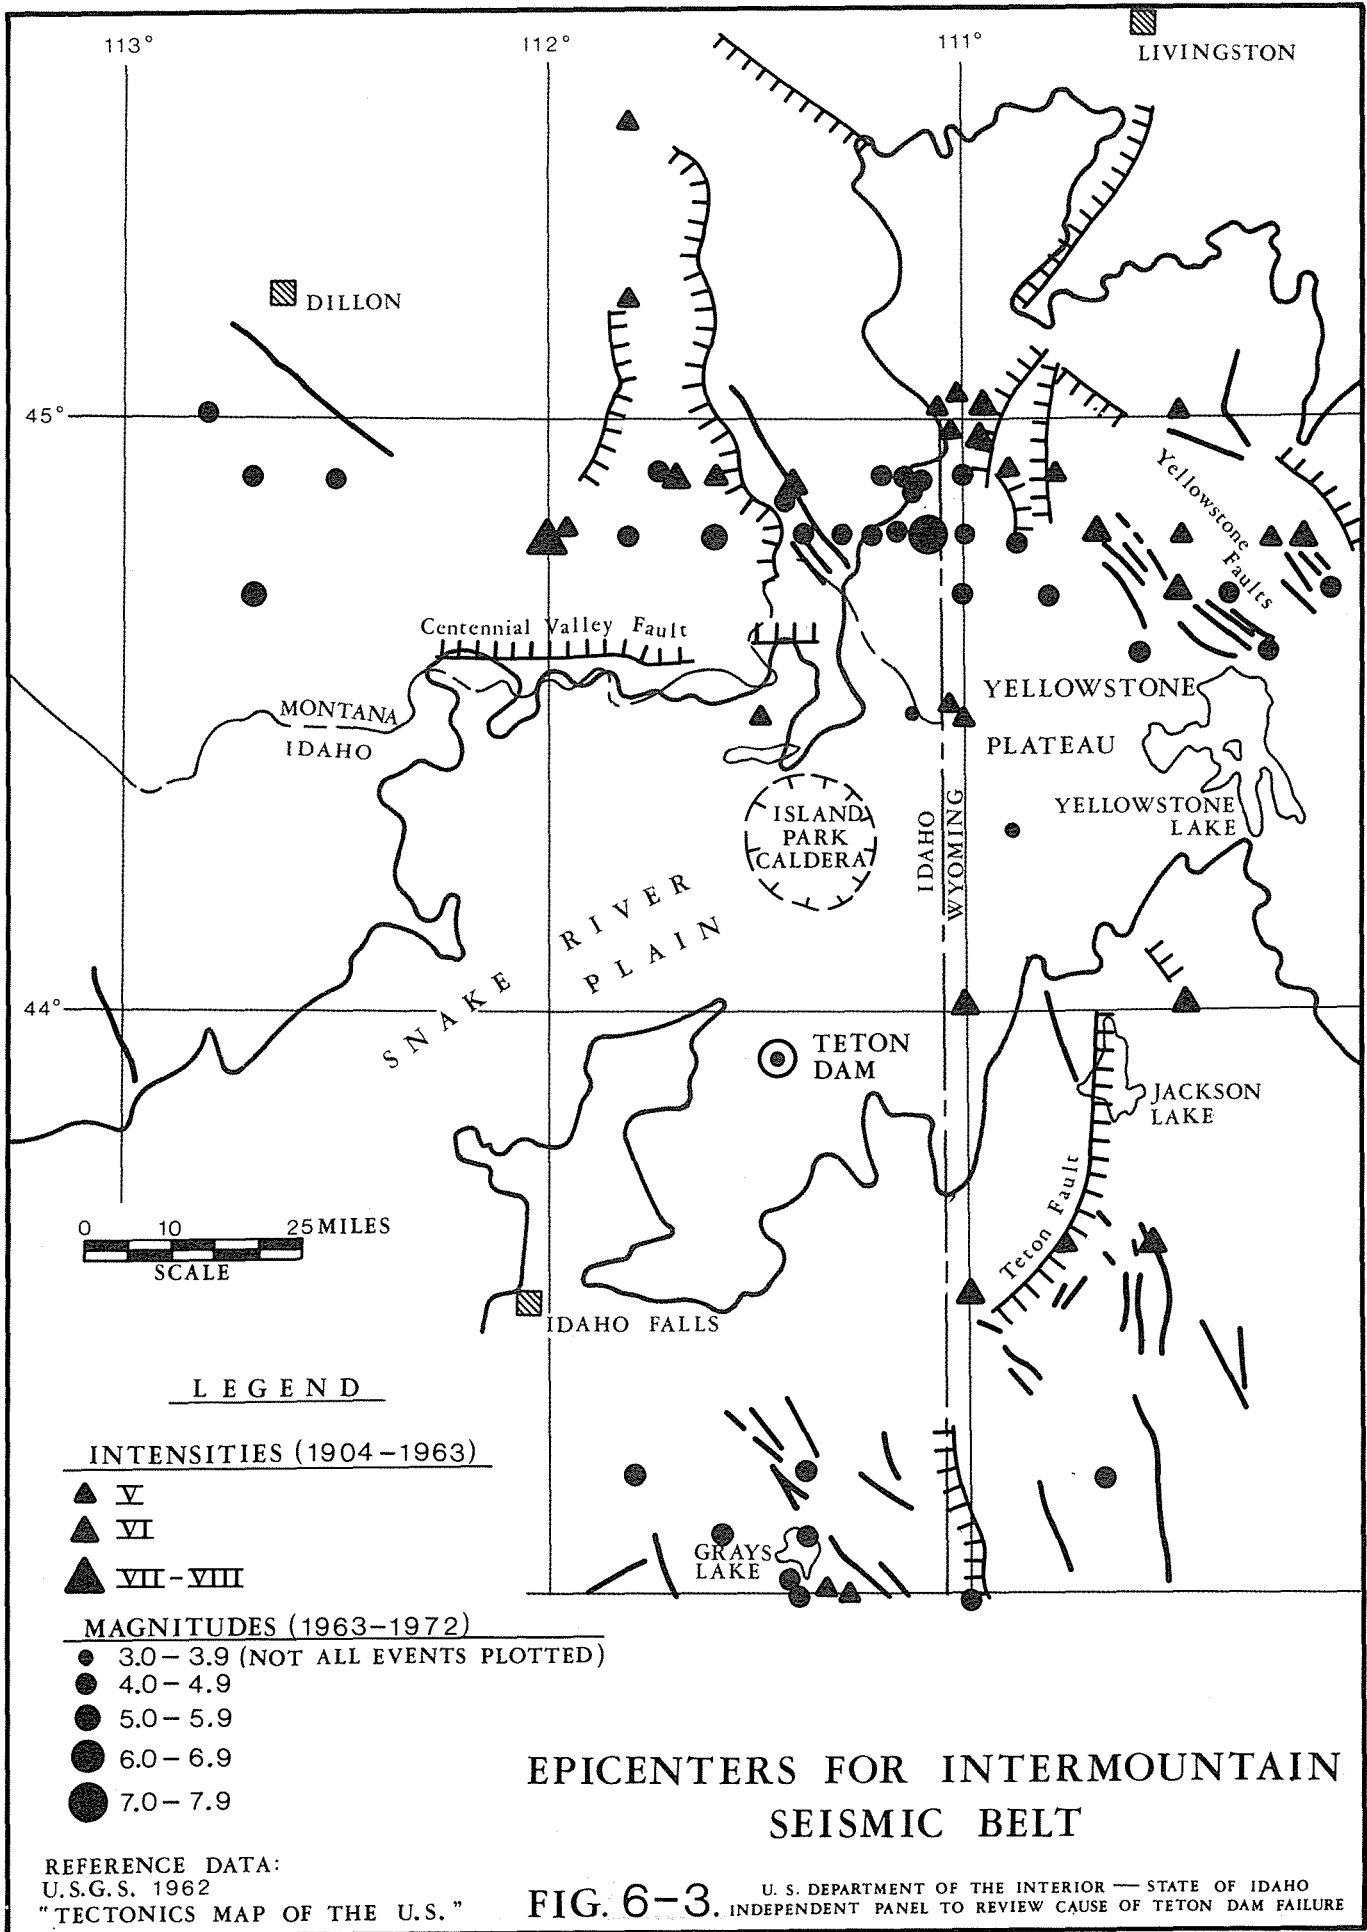 113°
112°
111°
LIVINGSTON
DILLON
45°
Yellowstone
Faults
Centennial Valley Fault
MONTANA
IDAHO
YELLOWSTONE
PLATEAU
YELLOWSTONE
LAKE
ISLAND
PARK
CALDERA
IDAHO
WYOMING
SNAKE RIVER
PLAIN
44°
TETON
DAM
JACKSON
LAKE
Teton Fault
0 10 25 MILES
SCALE
IDAHO FALLS
LEGEND
INTENSITIES (1904-1963)
V
VI
VII-VIII
GRAYS
LAKE
MAGNITUDES (1963-1972)
3.0-3.9 (NOT ALL EVENTS PLOTTED)
4.0-4.9
5.0-5.9
6.0-6.9
7.0-7.9
EPICENTERS FOR INTERMOUNTAIN
SEISMIC BELT
REFERENCE DATA:
U.S.G.S. 1962
"TECTONICS MAP OF THE U.S."
FIG. 6-3.
U. S. DEPARTMENT OF THE INTERIOR — STATE OF IDAHO
INDEPENDENT PANEL TO REVIEW CAUSE OF TETON DAM FAILURE